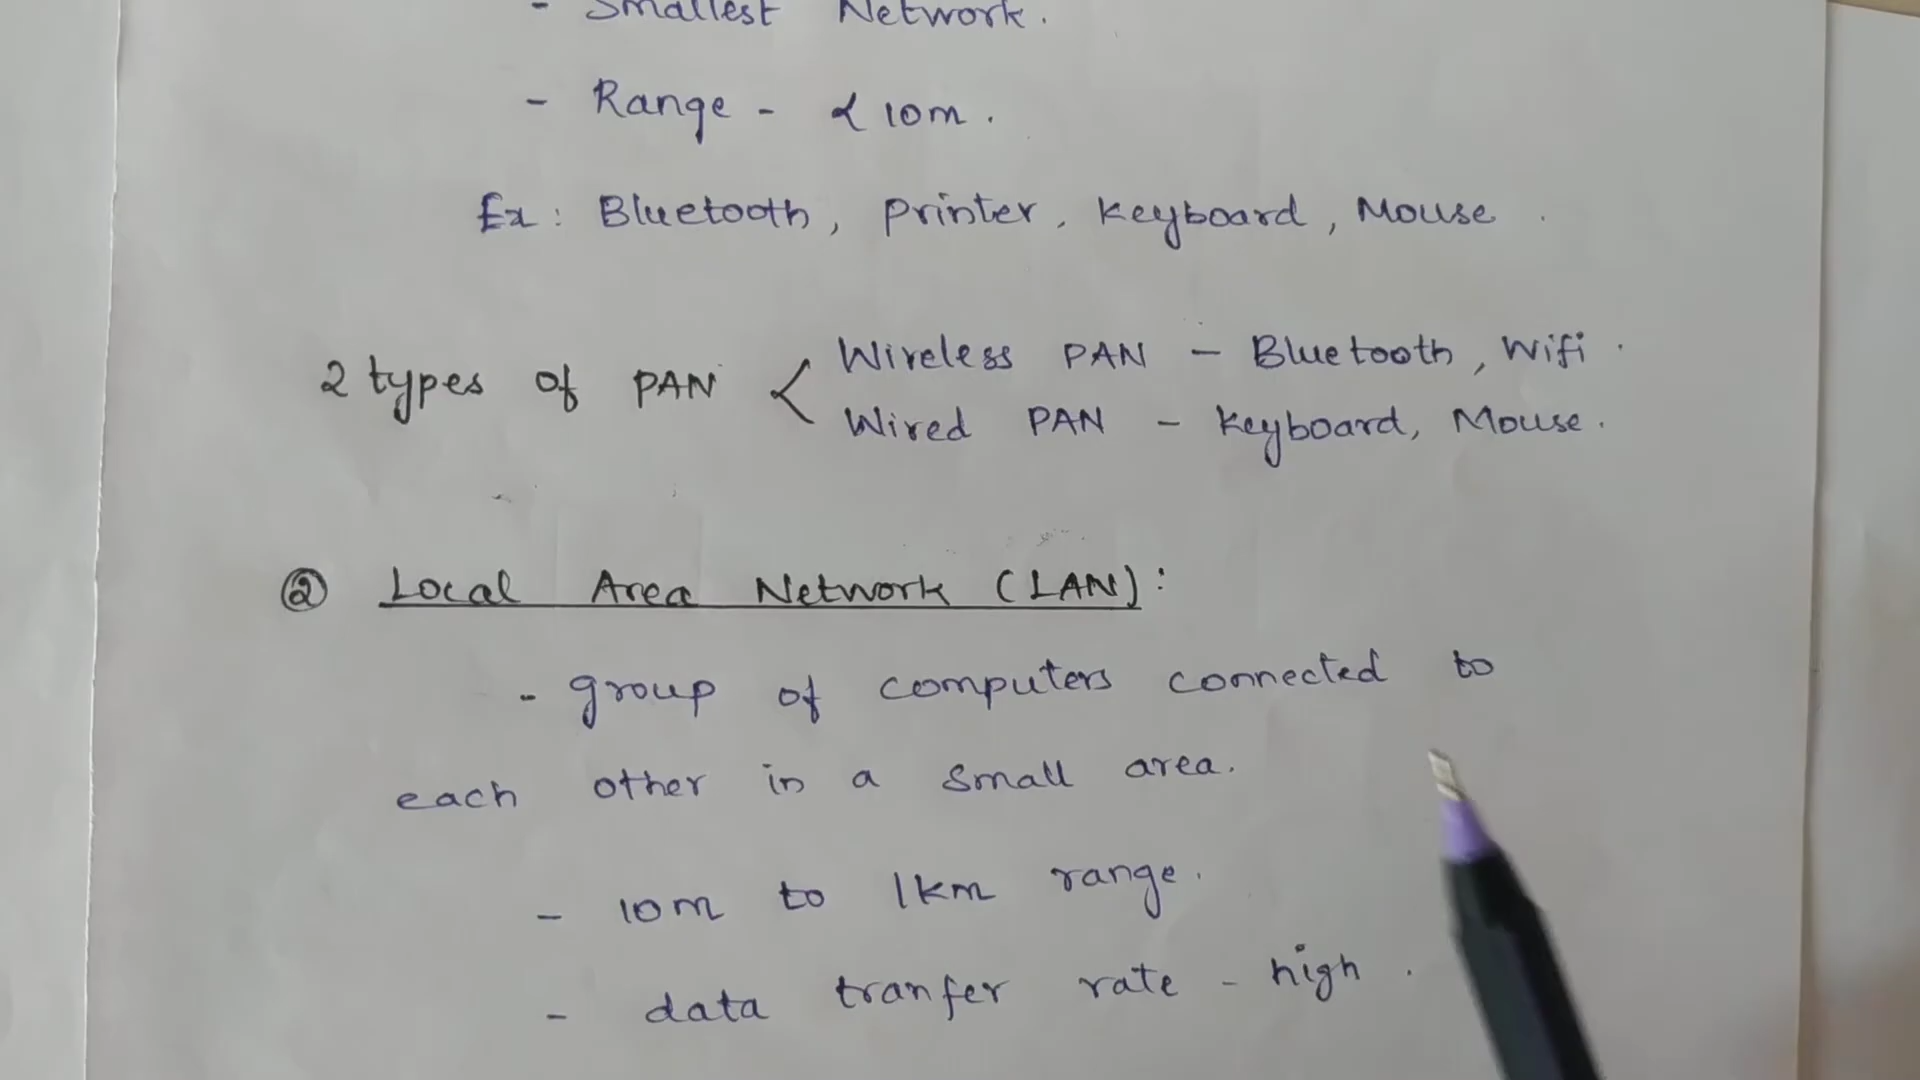 - Smallest Network.
- Range - < 10m.
Ex: Bluetooth, Printer, Keyboard, Mouse.
2 types of PAN < Wireless PAN - Bluetooth, Wifi.
Wired PAN - Keyboard, Mouse.
② Local Area Network (LAN):
- group of computers connected to
each other in a small area.
- 10m to 1km range.
- data tranfer rate - high.